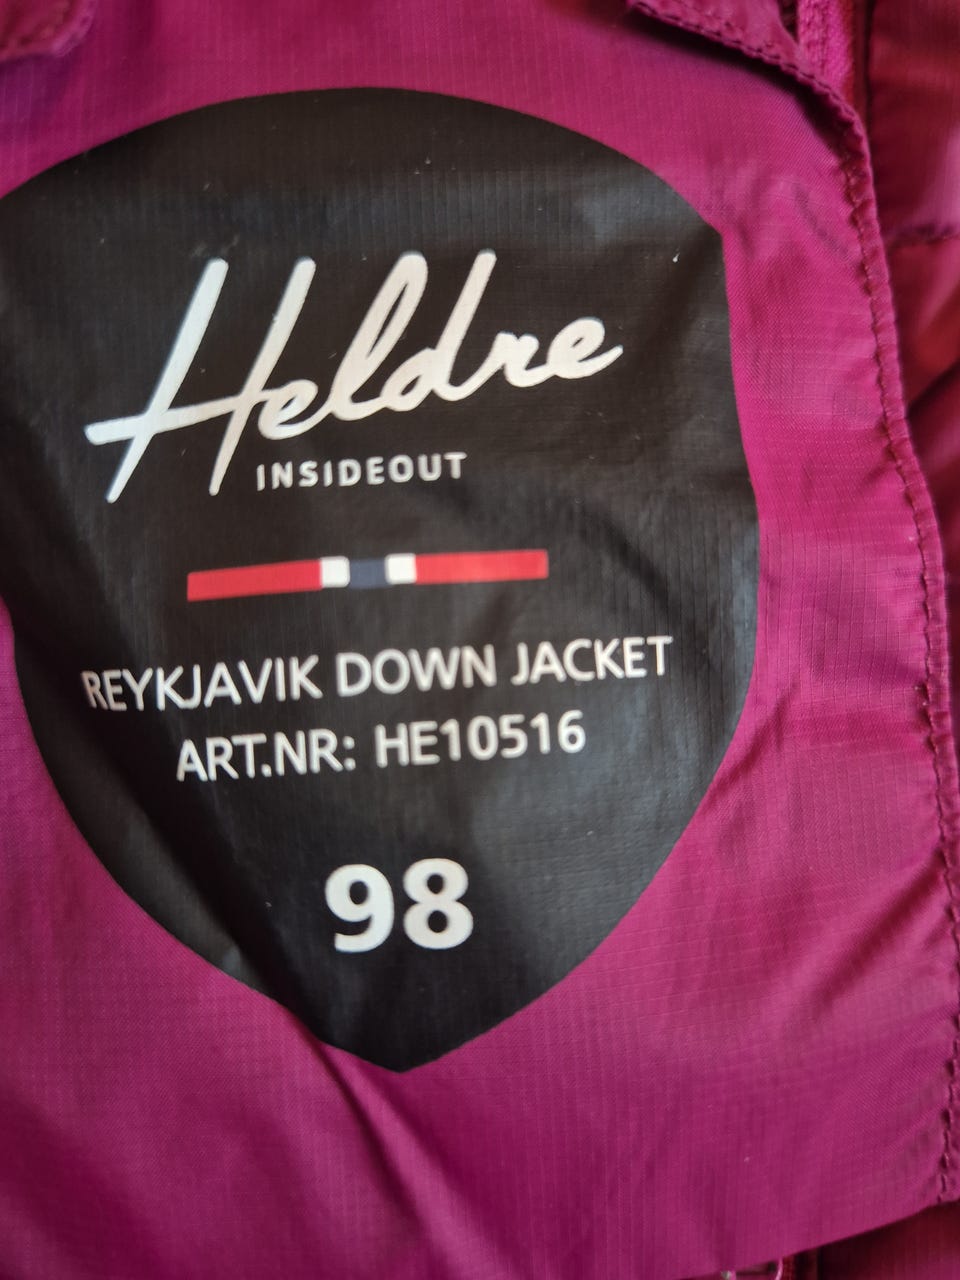 Heldre
INSIDEOUT
REYKJAVIK DOWN JACKET
ART.NR: HE10516
98